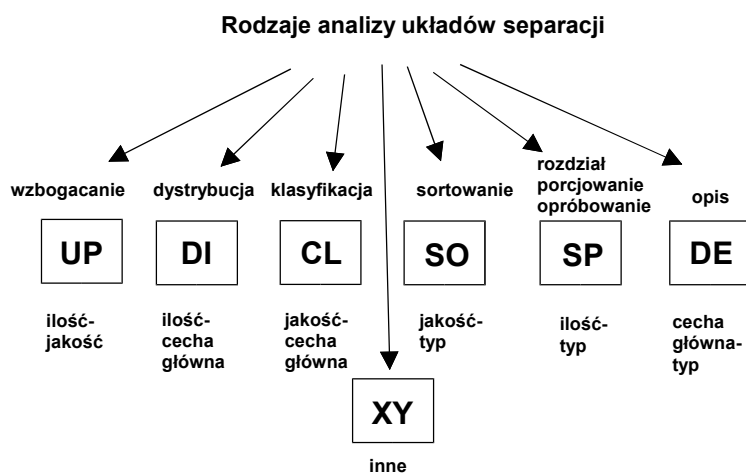 Rodzaje analizy układów separacji
wzbogacanie
dystrybucja
klasyfikacja
sortowanie
rozdział
porcjowanie
opróbowanie
opis
UP
DI
CL
SO
SP
DE
ilość-
jakość
ilość-
cecha
główna
jakość-
cecha
główna
jakość-
typ
ilość-
typ
cecha
główna-
typ
XY
inne